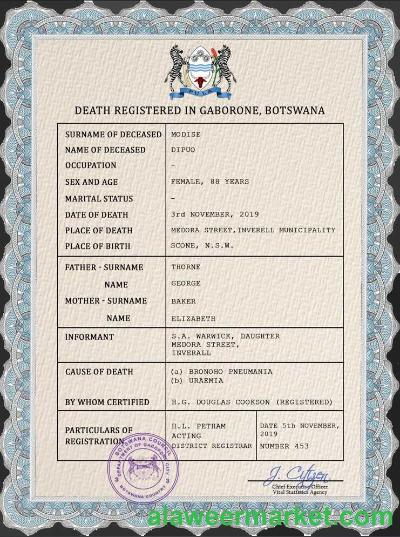 DEATH REGISTERED IN GABORONE, BOTSWANA
SURNAME OF DECEASED MODISE
NAME OF DECEASED DIPUO
OCCUPATION -
SEX AND AGE FEMALE, 88 YEARS
MARITAL STATUS -
DATE OF DEATH 3rd NOVEMBER, 2019
PLACE OF DEATH MEDORA STREET, INVERELL MUNICIPALITY
PLACE OF BIRTH SCONE, N.S.W.
FATHER - SURNAME THORNE
NAME GEORGE
MOTHER - SURNAME BAKER
NAME ELIZABETH
INFORMANT S.A. WARWICK, DAUGHTER
MEDORA STREET,
INVERALL
CAUSE OF DEATH (a) BRONOHO PNEUMANIA
(b) URAEMIA
BY WHOM CERTIFIED H.G. DOUGLAS COOKSON (REGISTERED)
PARTICULARS OF
REGISTRATION
H.L. PETHAM
ACTING
DISTRICT REGISTRAR
DATE 5th NOVEMBER,
2019
NUMBER 453
J. Cityzen
Chief Executive Officer
Vital Statistics Agency
alaweermarket.com